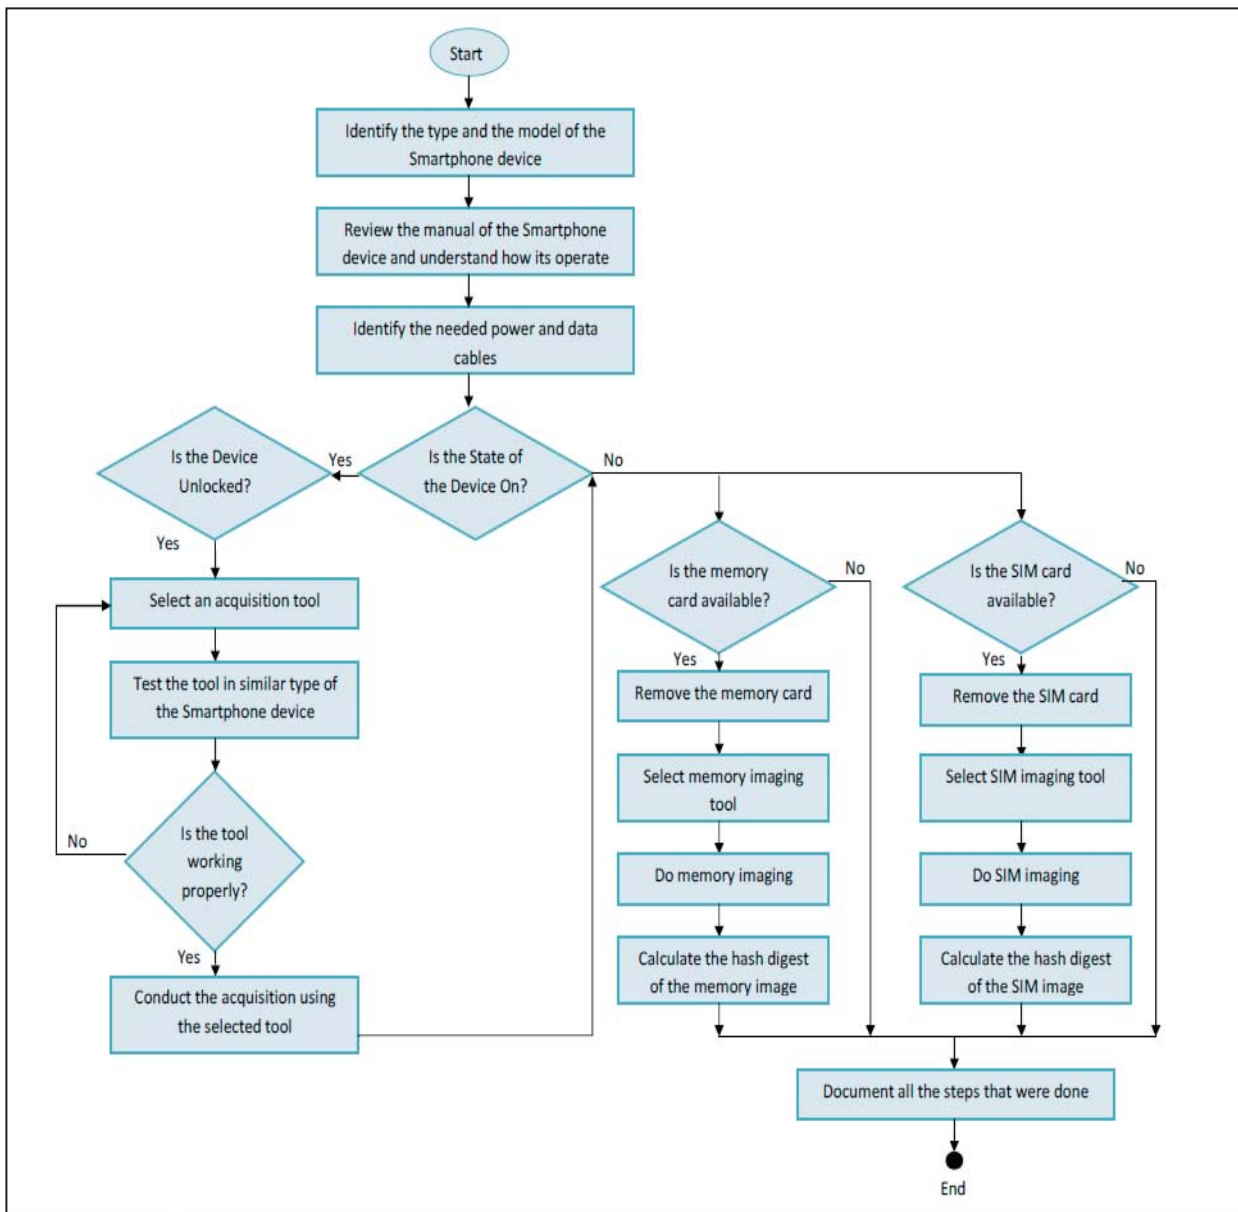 Start
Identify the type and the model of the
Smartphone device
Review the manual of the Smartphone
device and understand how its operate
Identify the needed power and data
cables
Is the State of
the Device On?
Yes
No
Is the Device
Unlocked?
Yes
Select an acquisition tool
Test the tool in similar type of
the Smartphone device
Is the tool
working
properly?
No
Yes
Conduct the acquisition using
the selected tool
Is the memory
card available?
No
Yes
Remove the memory card
Select memory imaging
tool
Do memory imaging
Calculate the hash digest
of the memory image
Is the SIM card
available?
No
Yes
Remove the SIM card
Select SIM imaging tool
Do SIM imaging
Calculate the hash digest
of the SIM image
Document all the steps that were done
End